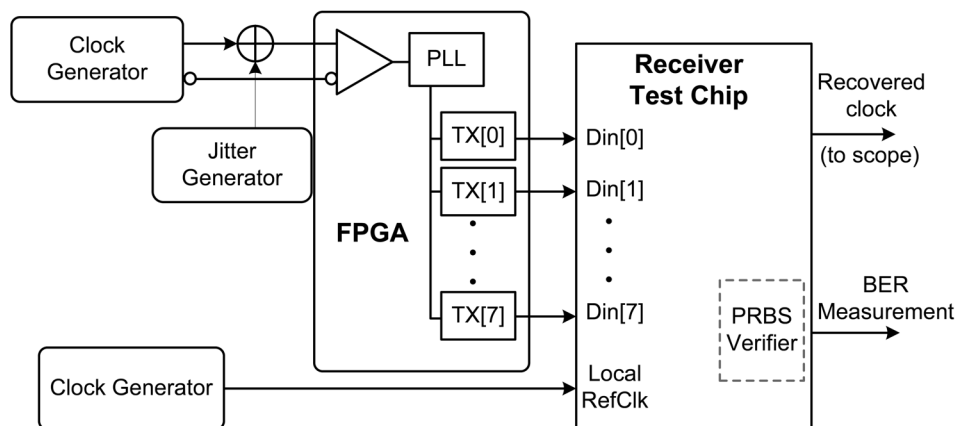 Clock
Generator
Jitter
Generator
PLL
TX[0]
TX[1]
FPGA
TX[7]
Clock Generator
Receiver
Test Chip
Din[0]
Din[1]
Din[7]
Local
RefClk
PRBS
Verifier
Recovered
clock
(to scope)
BER
Measurement